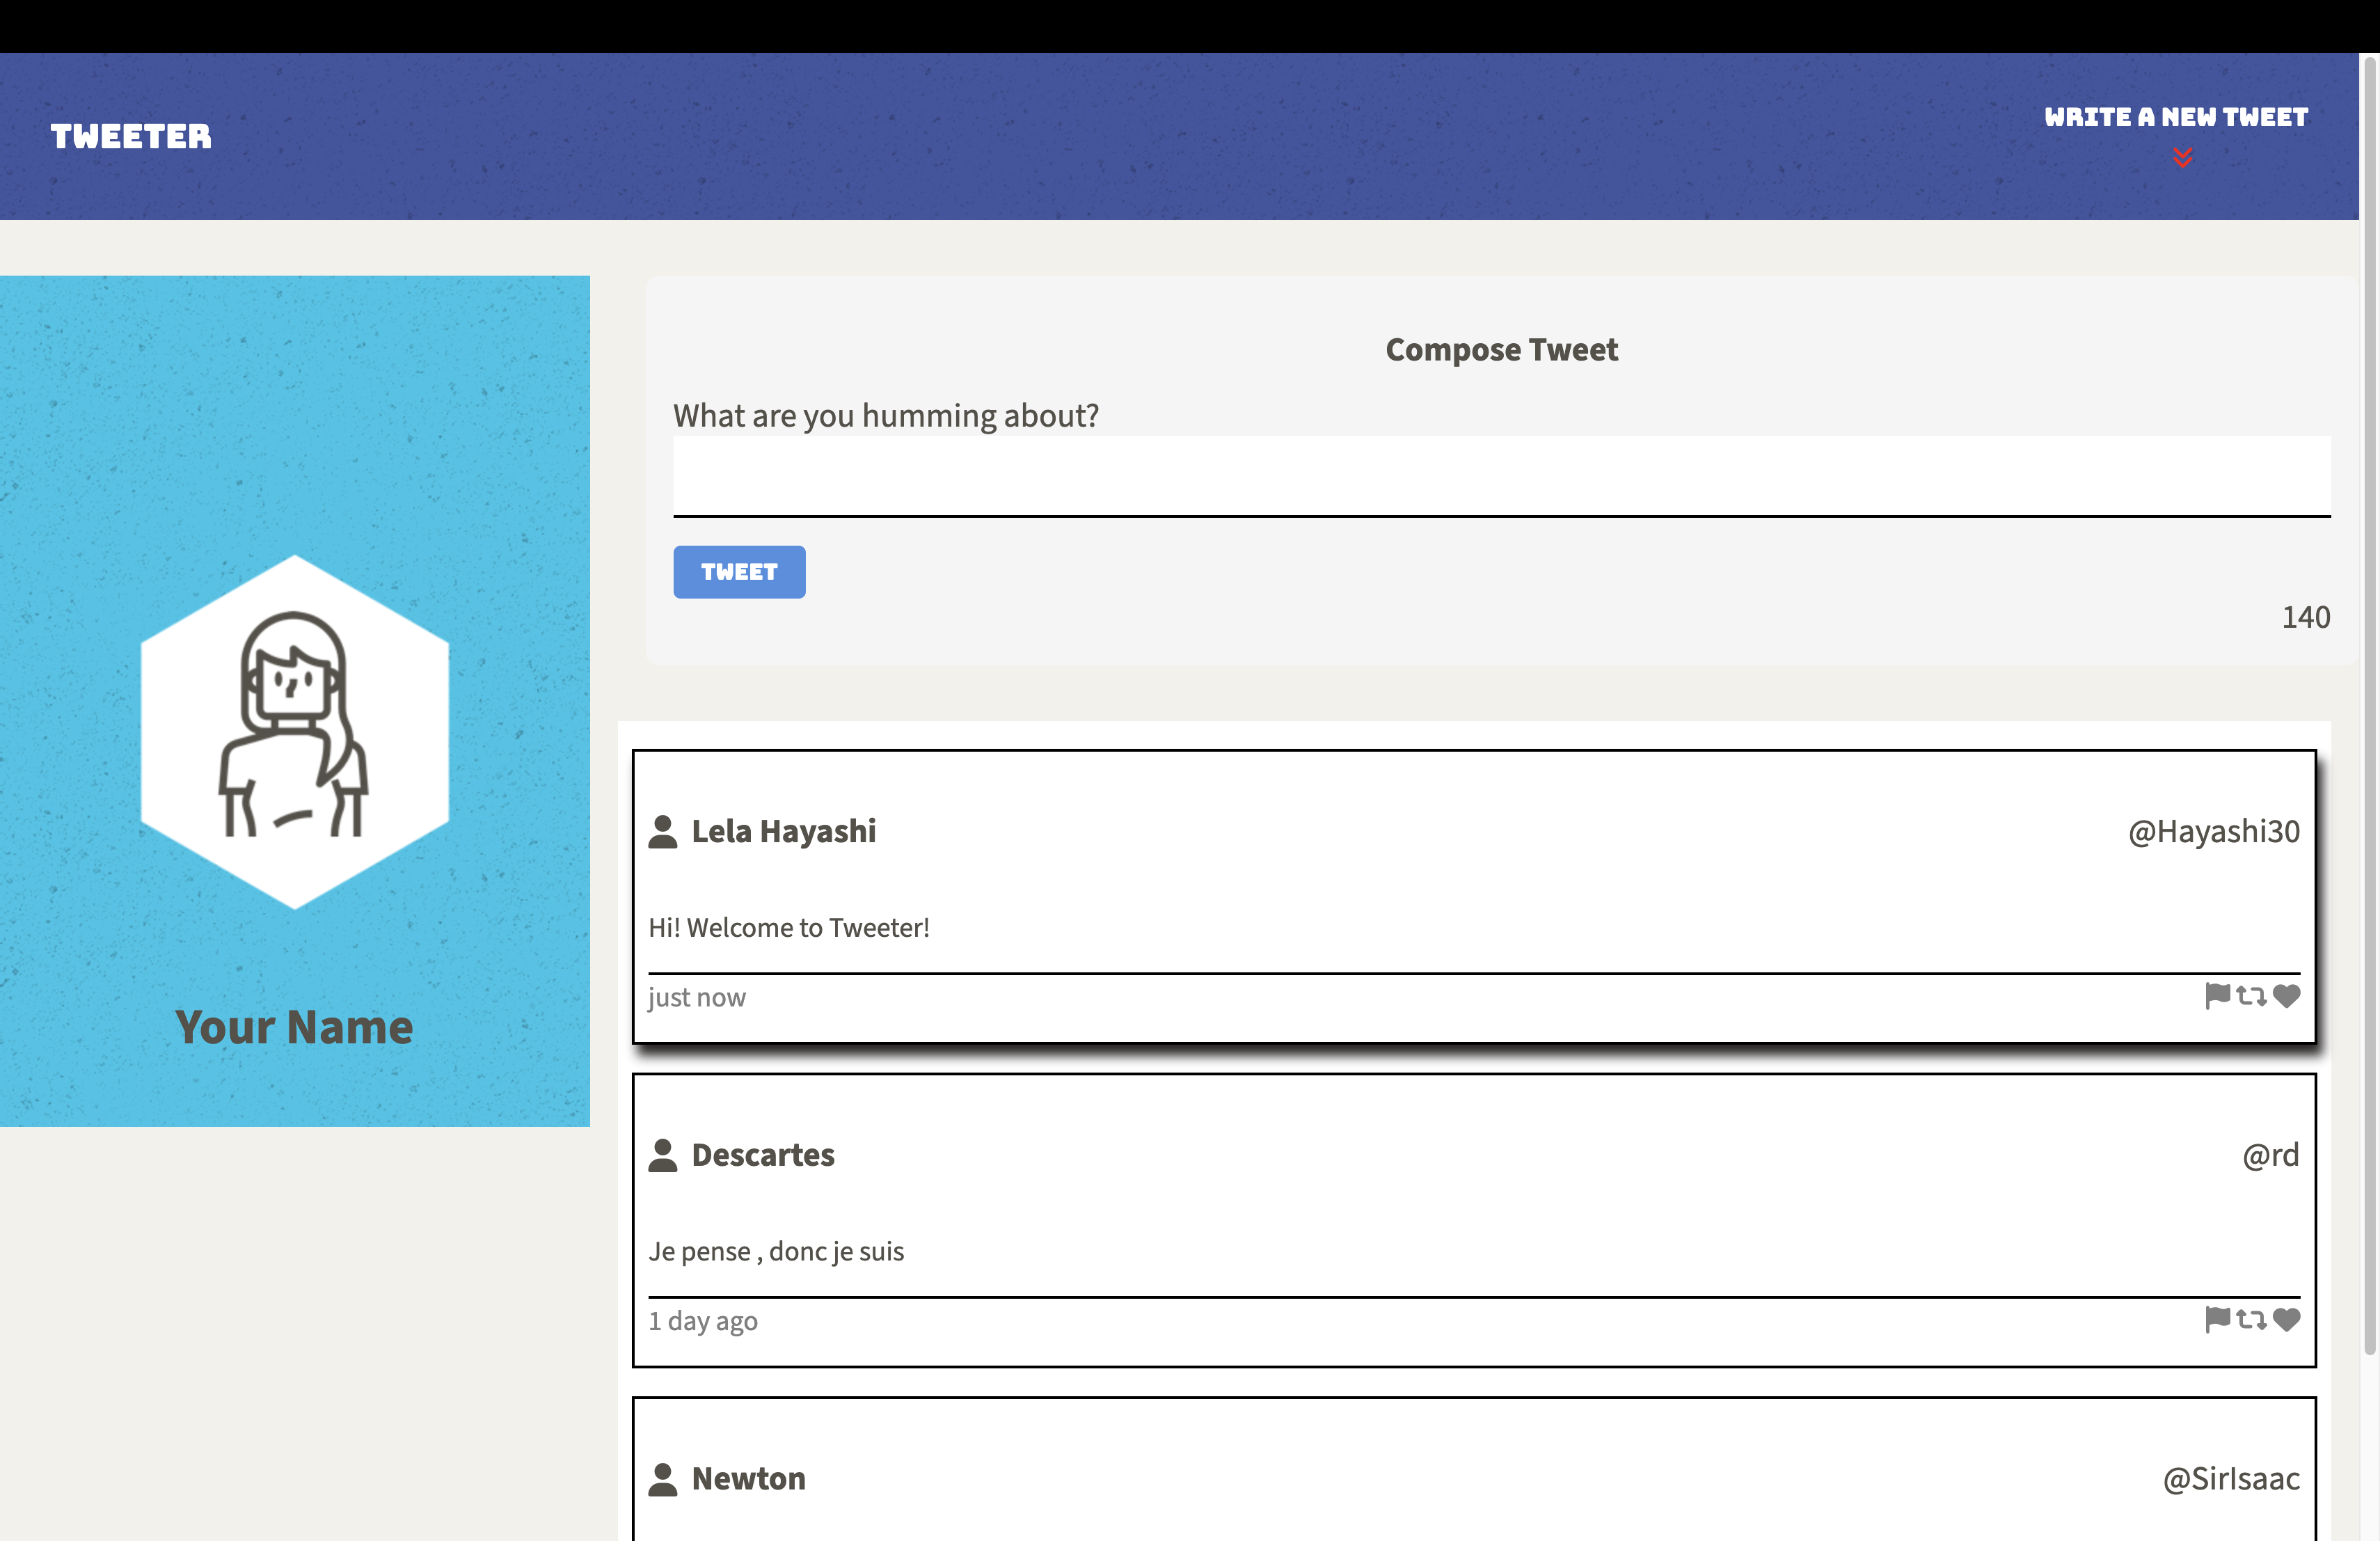 TWEETER
WRITE A NEW TWEET
Your Name
Compose Tweet
What are you humming about?
TWEET
140
Lela Hayashi @Hayashi30
Hi! Welcome to Tweeter!
just now
Descartes @rd
Je pense , donc je suis
1 day ago
Newton @SirIsaac